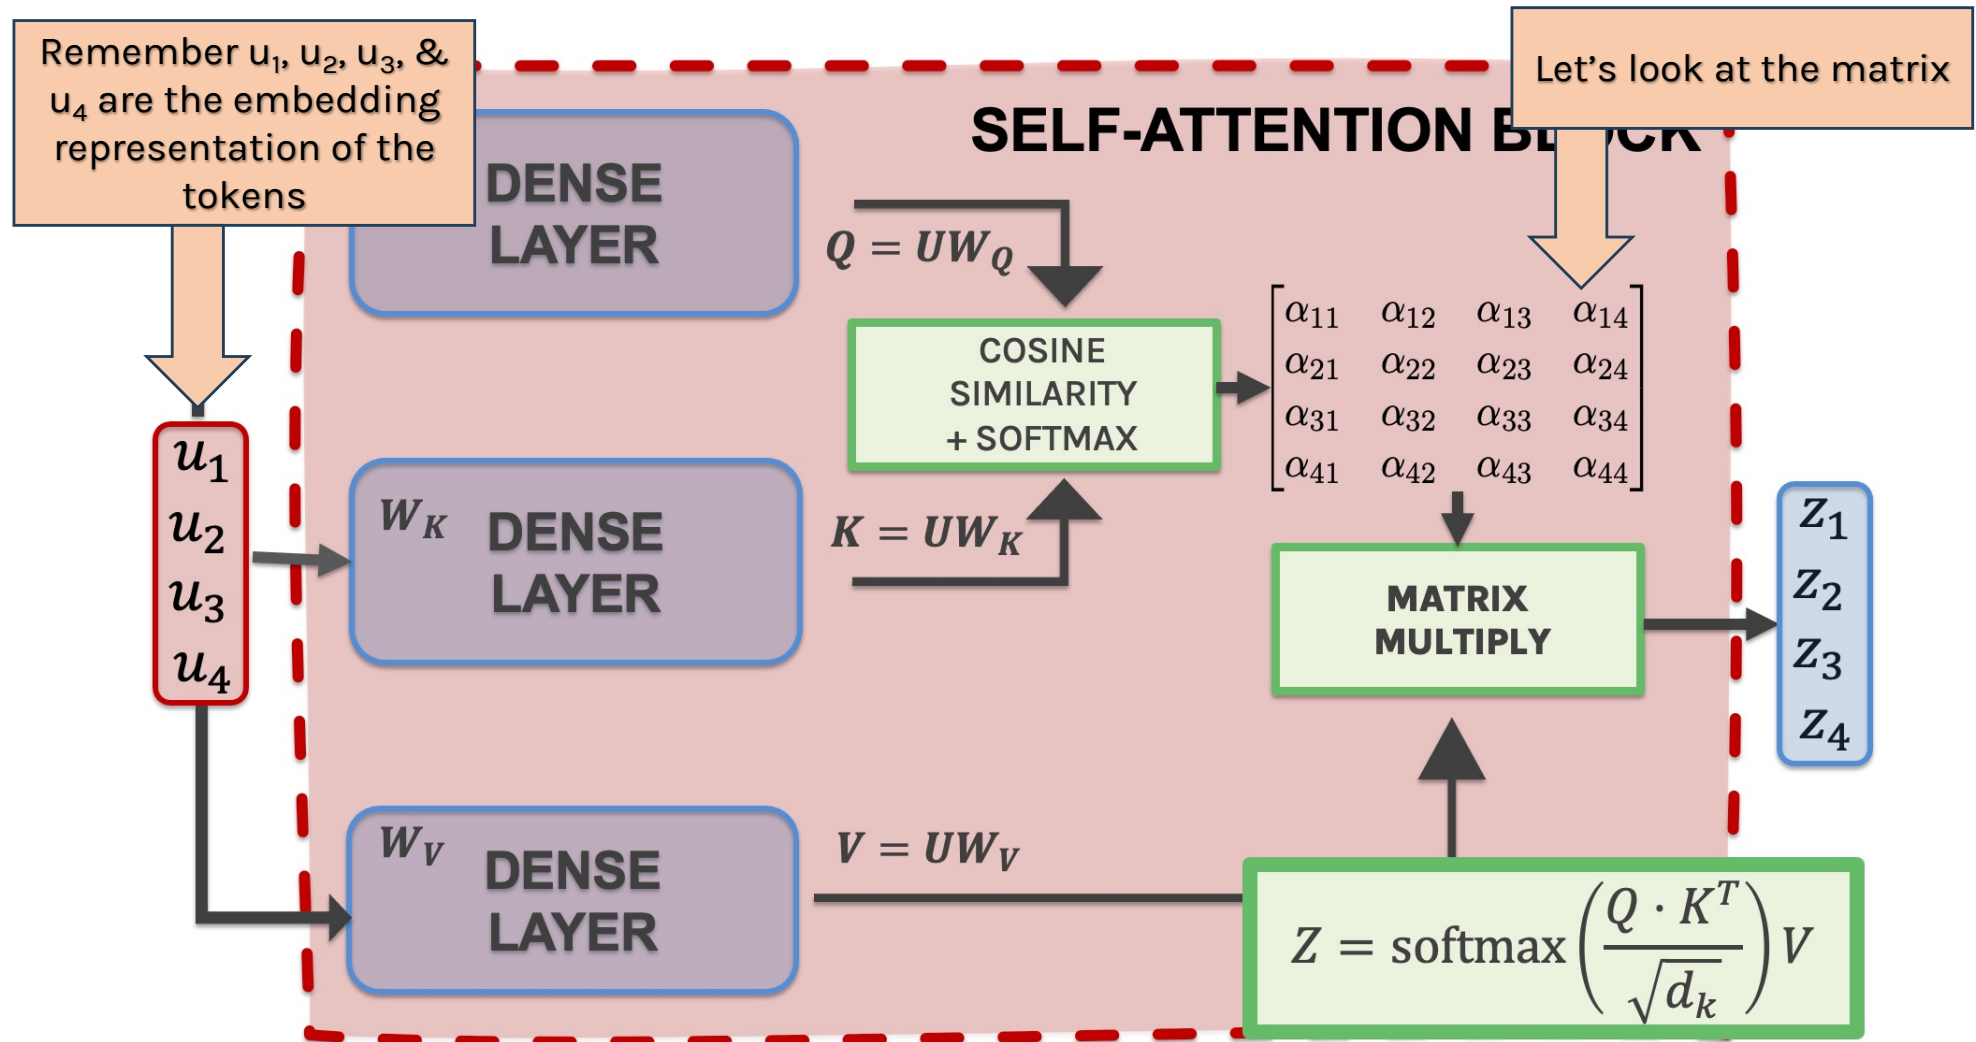 Remember u₁, u₂, u₃, &
u₄ are the embedding
representation of the
tokens
Let's look at the matrix
SELF-ATTENTION BLOCK
DENSE
LAYER
Q = UW_Q
COSINE
SIMILARITY
+ SOFTMAX
α₁₁ α₁₂ α₁₃ α₁₄
α₂₁ α₂₂ α₂₃ α₂₄
α₃₁ α₃₂ α₃₃ α₃₄
α₄₁ α₄₂ α₄₃ α₄₄
u₁
u₂
u₃
u₄
W_K
DENSE
LAYER
K = UW_K
MATRIX
MULTIPLY
z₁
z₂
z₃
z₄
W_V
DENSE
LAYER
V = UW_V
Z = softmax(Q · K^T / √d_k) V